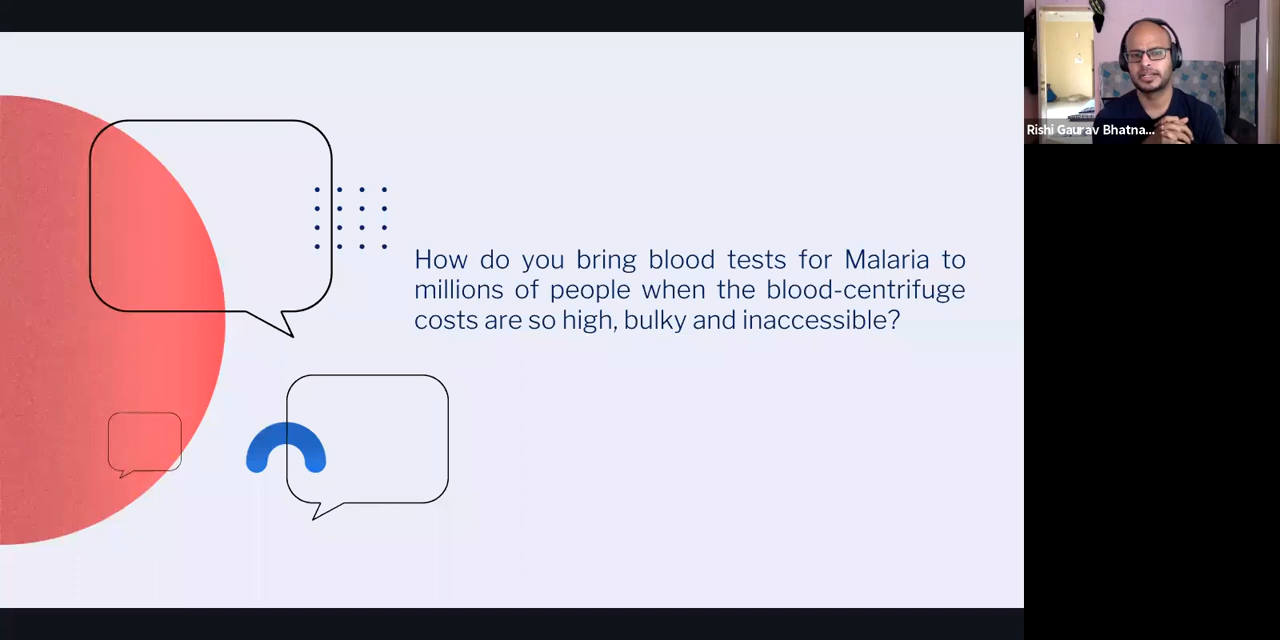 How do you bring blood tests for Malaria to
millions of people when the blood-centrifuge
costs are so high, bulky and inaccessible?
Rishi Gaurav Bhatna...